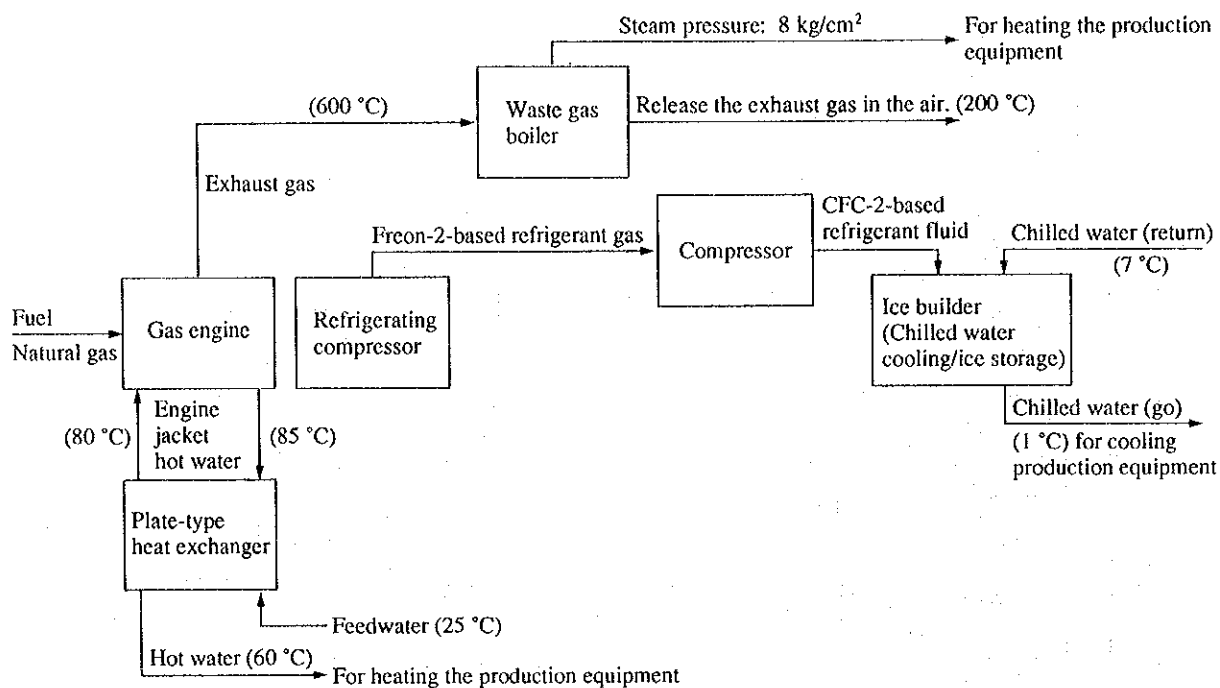 Steam pressure: 8 kg/cm²
For heating the production
equipment
(600 °C)
Waste gas
boiler
Release the exhaust gas in the air. (200 °C)
Exhaust gas
Freon-2-based refrigerant gas
Compressor
CFC-2-based
refrigerant fluid
Chilled water (return)
(7 °C)
Fuel
Natural gas
Gas engine
Refrigerating
compressor
Ice builder
(Chilled water
cooling/ice storage)
(80 °C)
Engine
jacket
hot water
(85 °C)
Chilled water (go)
(1 °C) for cooling
production equipment
Plate-type
heat exchanger
Feedwater (25 °C)
Hot water (60 °C)
For heating the production equipment